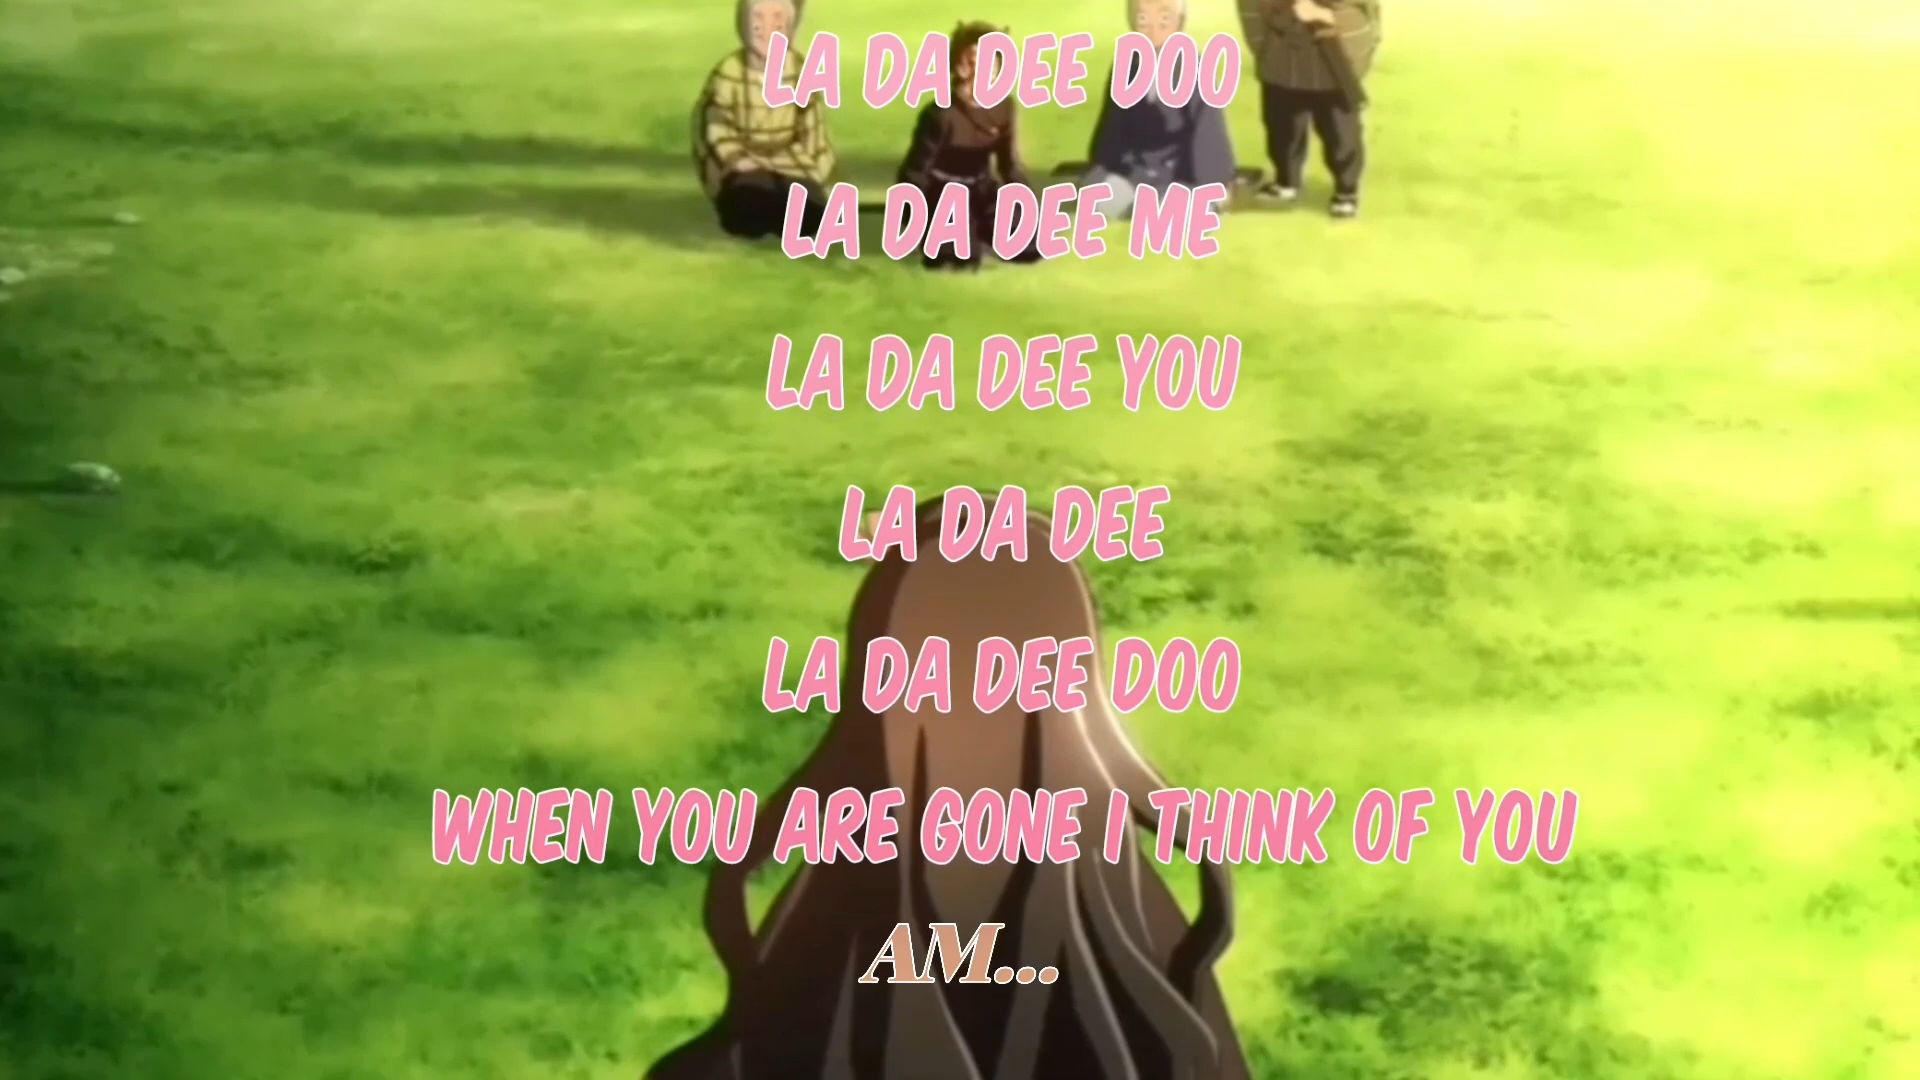 LA DA DEE DOO
LA DA DEE ME
LA DA DEE YOU
LA DA DEE
LA DA DEE DOO
WHEN YOU ARE GONE I THINK OF YOU
AM...